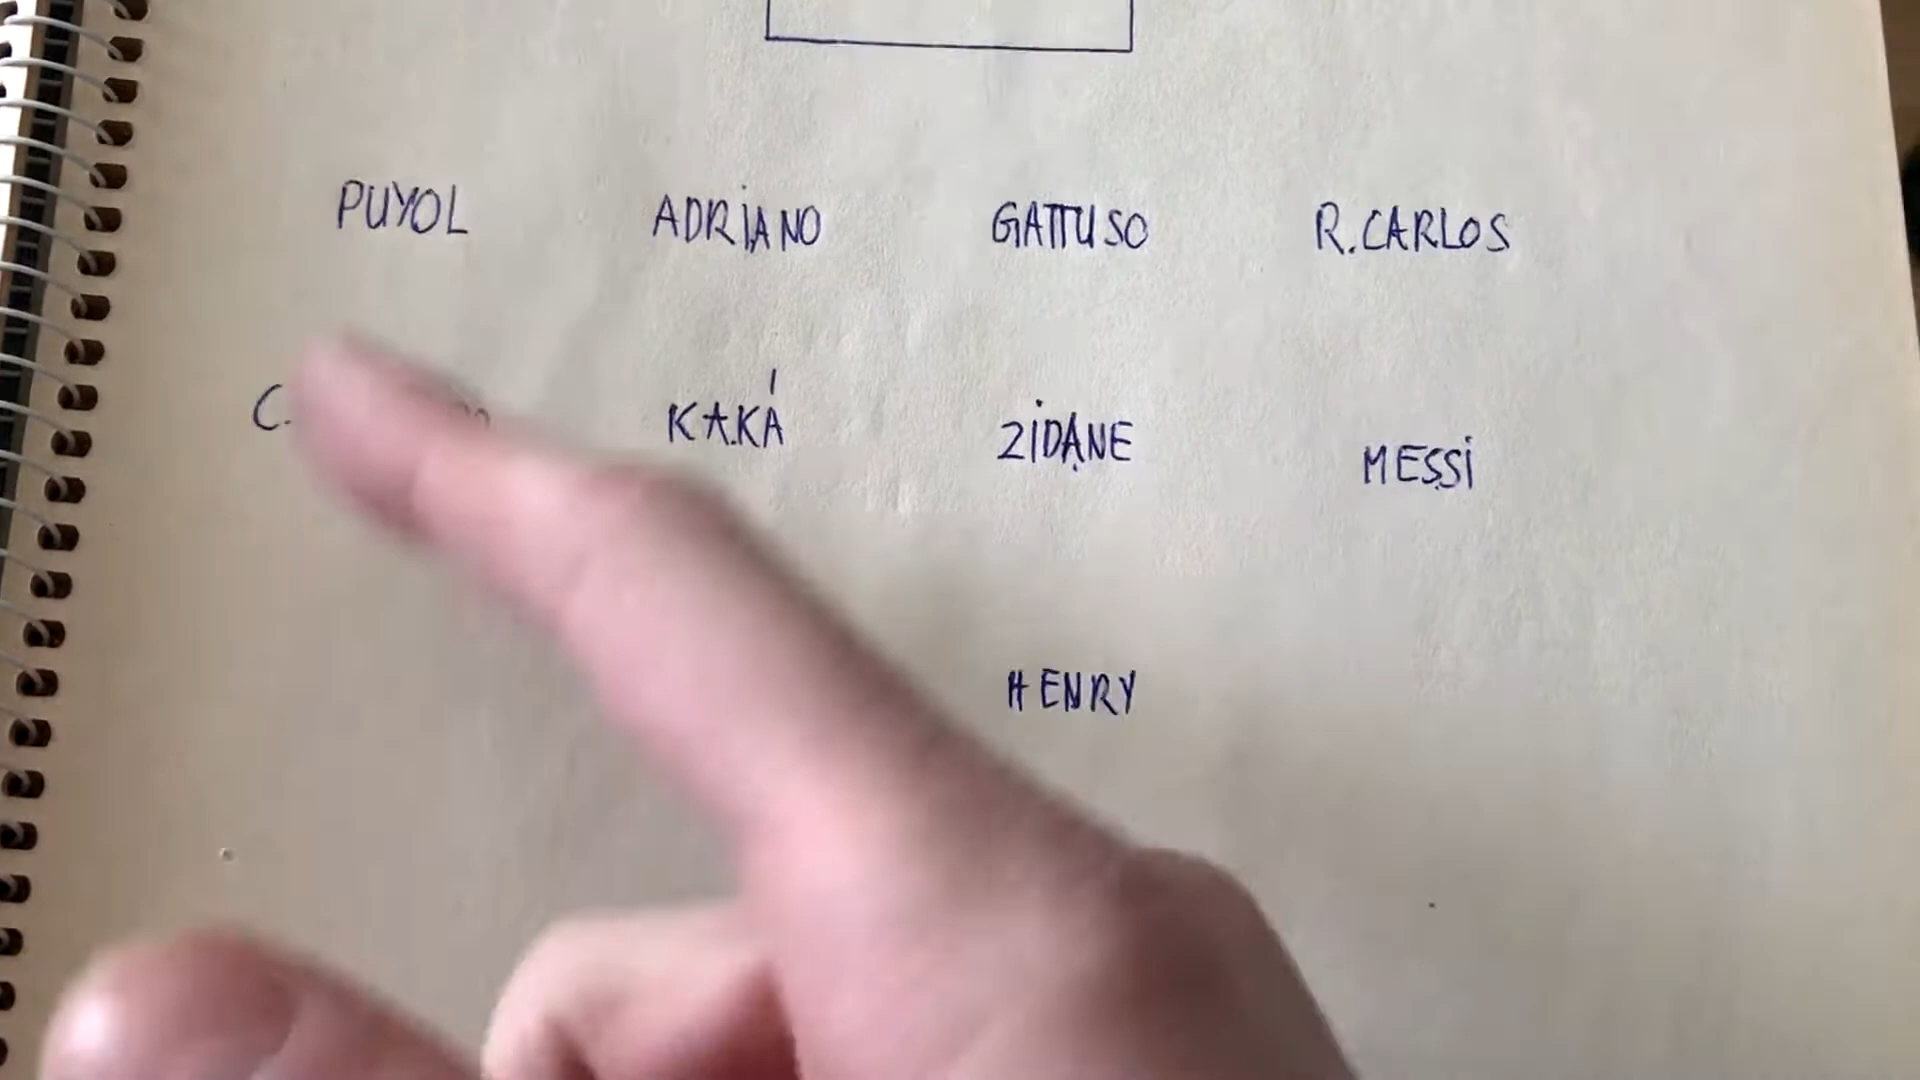 PUYOL ADRIANO GATTUSO R.CARLOS
C. KAKÁ ZIDANE MESSI
HENRY